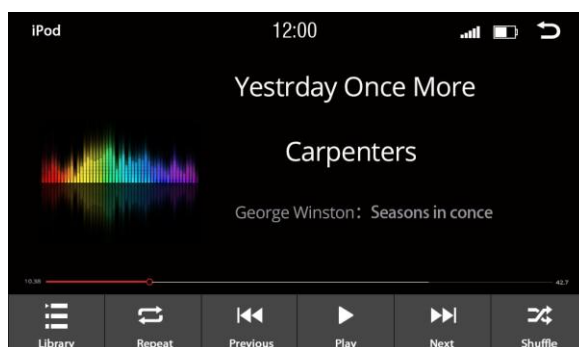 iPod 12:00
Yestrday Once More
Carpenters
George Winston: Seasons in conce
10.38 42.7
Library Repeat Previous Play Next Shuffle